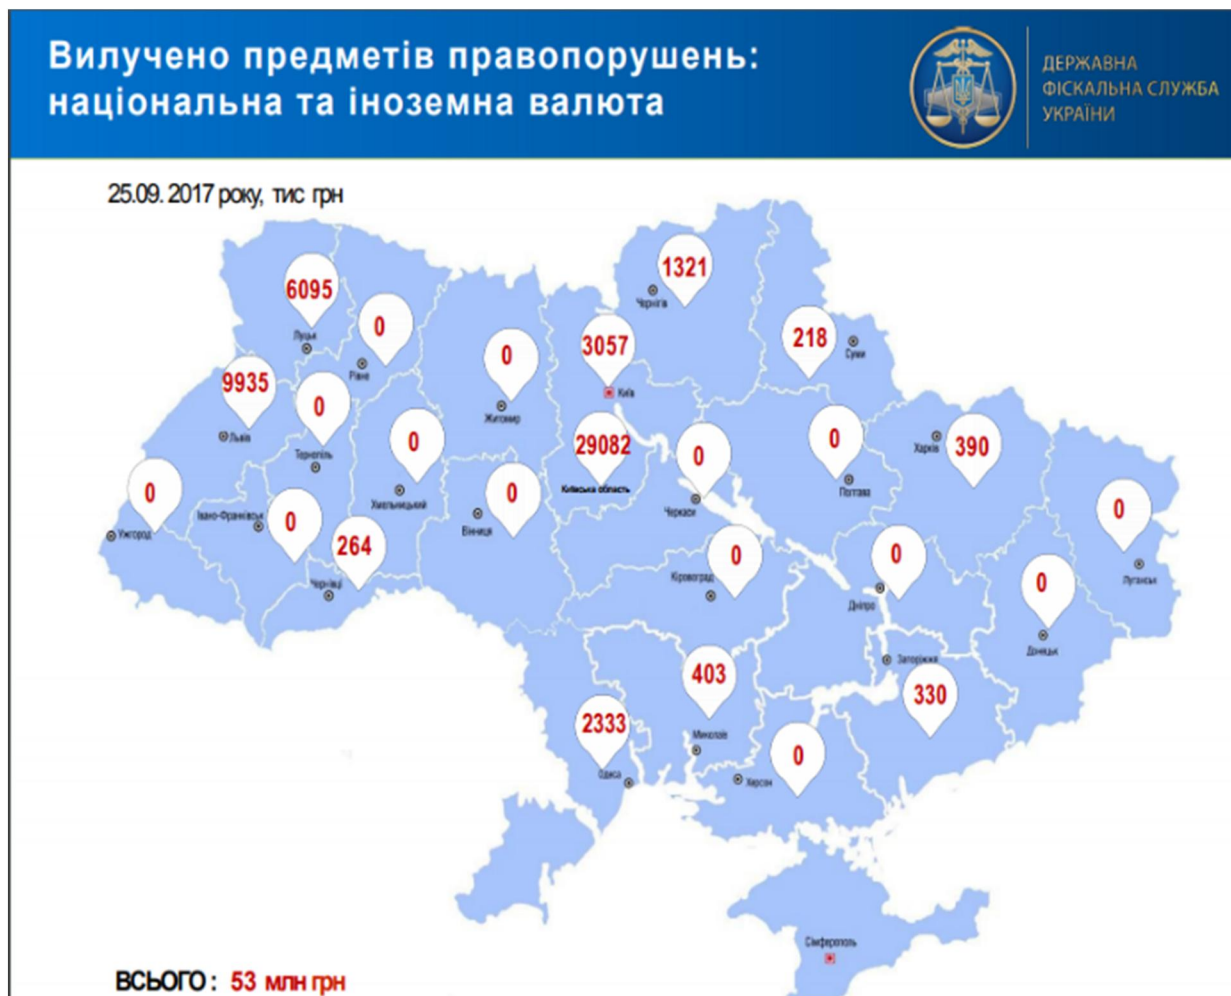 Вилучено предметів правопорушень:
національна та іноземна валюта
ДЕРЖАВНА
ФІСКАЛЬНА СЛУЖБА
УКРАЇНИ
25.09. 2017 року, тис грн
1321
Чернігів
6095
Луцьк
0
Рівне
0
Житомир
3057
Київ
218
Суми
9935
Львів
0
Тернопіль
0
Хмельницький
29082
Київська область
0
Черкаси
0
Полтава
Харків
390
0
Ужгород
Івано-Франківськ
0
264
Чернівці
0
Вінниця
0
Кіровоград
0
Дніпро
0
Донецьк
0
Луганськ
403
Миколаїв
2333
Одеса
Запоріжжя
330
0
Херсон
Сімферополь
ВСЬОГО : 53 млн грн